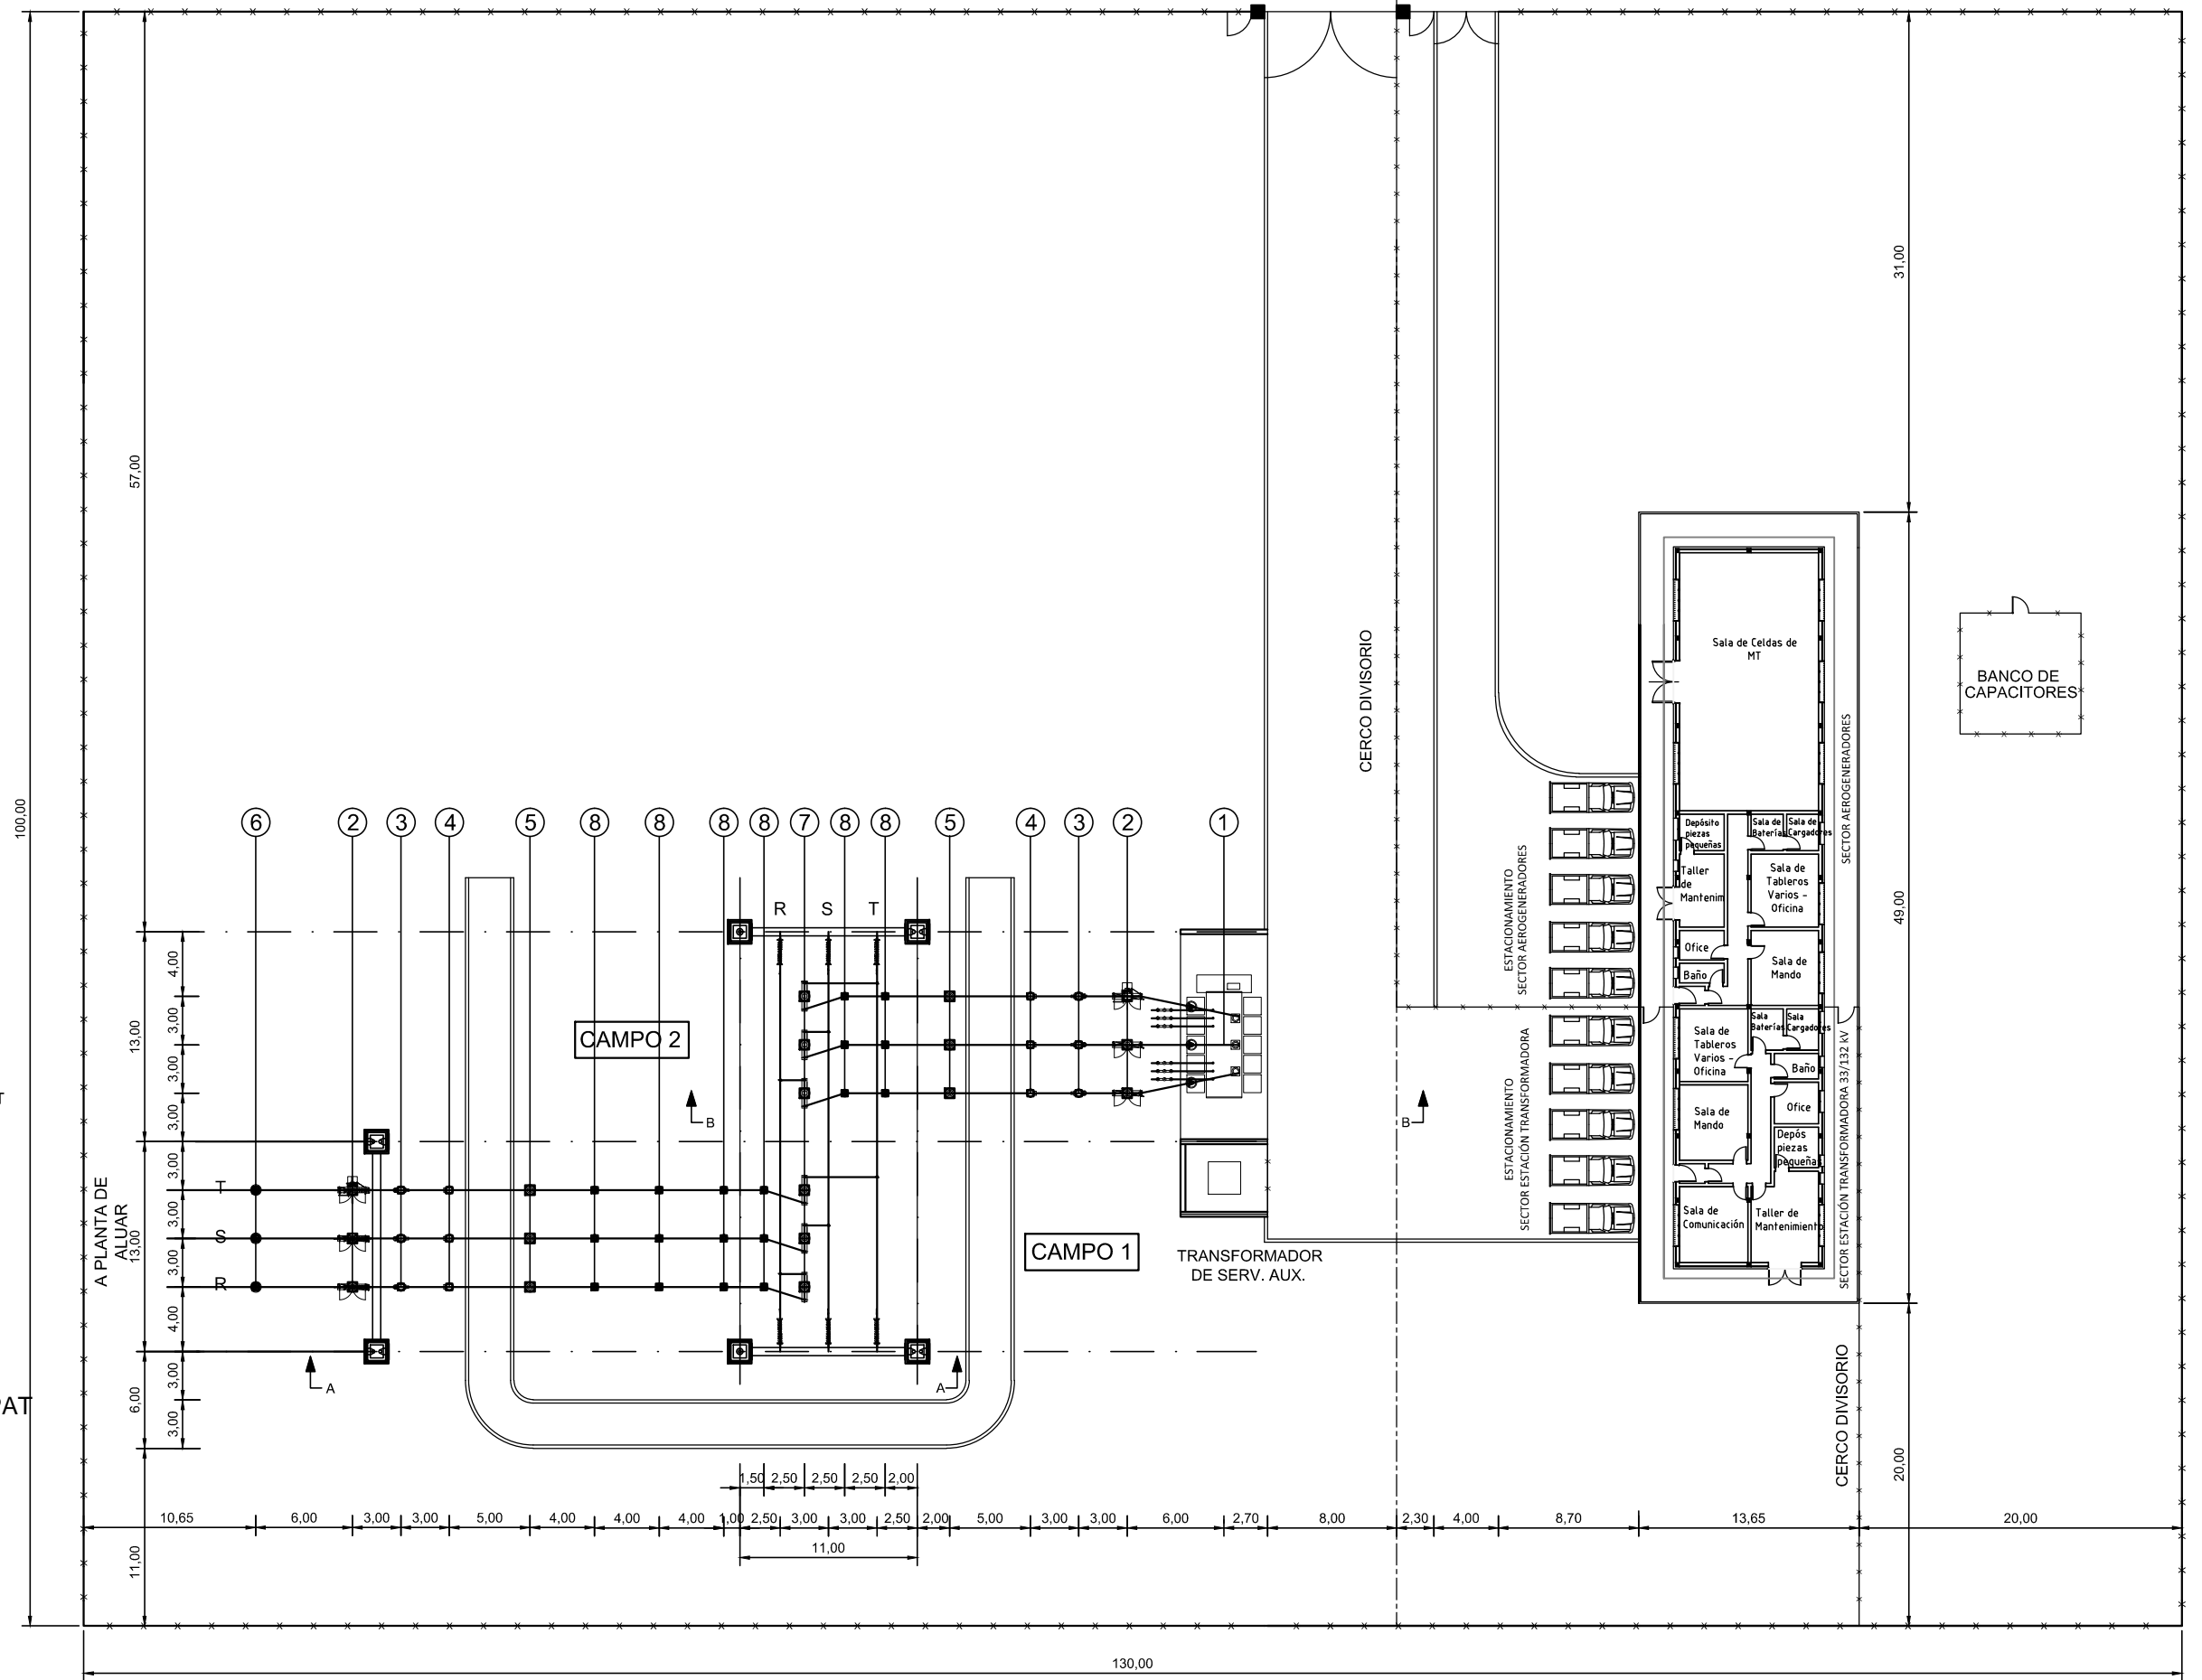 31,00
57,00
100,00
CERCO DIVISORIO
Sala de Celdas de
MT
BANCO DE
CAPACITORES
SECTOR AEROGENERADORES
6
2
3
4
5
8
8
8
8
7
8
8
5
4
3
2
1
Depósito
piezas
pequeñas
Sala de
Baterías
Sala de
Cargadores
Taller
de
Mantenim
Sala de
Tableros
Varios -
Oficina
ESTACIONAMIENTO
SECTOR AEROGENERADORES
49,00
R
S
T
Ofice
Sala de
Mando
Baño
4,00
3,00
3,00
3,00
13,00
CAMPO 2
B
B
Sala de
Tableros
Varios -
Oficina
Sala
Baterías
Sala
Cargadores
Baño
Ofice
Sala de
Mando
Depós
piezas
pequeña
ESTACIONAMIENTO
SECTOR ESTACIÓN TRANSFORMADORA
SECTOR ESTACIÓN TRANSFORMADORA 33/132 kV
A PLANTA DE
ALUAR
13,00
3,00
3,00
3,00
4,00
T
S
R
Sala de
Comunicación
Taller de
Mantenimiento
CAMPO 1
TRANSFORMADOR
DE SERV. AUX.
A
A
6,00
3,00
3,00
PAT
CERCO DIVISORIO
20,00
1,50
2,50
2,50
2,50
2,00
10,65
6,00
3,00
3,00
5,00
4,00
4,00
4,00
1,00
2,50
3,00
3,00
2,50
2,00
5,00
3,00
3,00
6,00
2,70
8,00
2,30
4,00
8,70
13,65
20,00
11,00
11,00
130,00